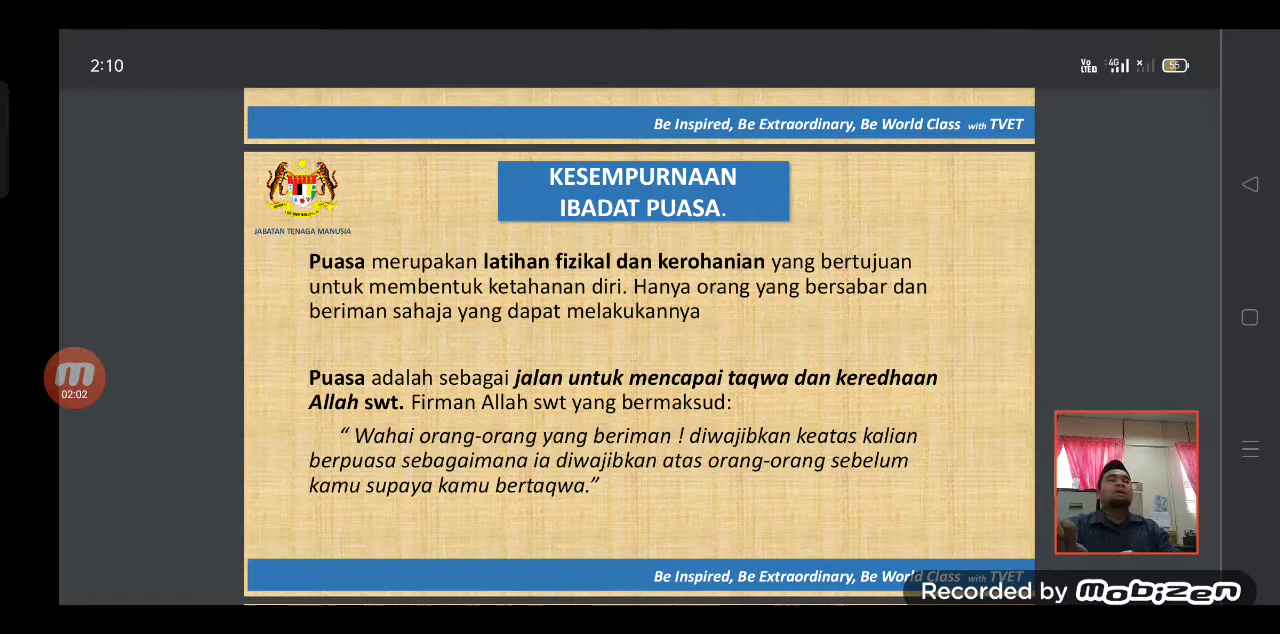 2:10
Vo
LTED
4G
55
Be Inspired, Be Extraordinary, Be World Class with TVET
KESEMPURNAAN
IBADAT PUASA.
JABATAN TENAGA MANUSIA
Puasa merupakan latihan fizikal dan kerohanian yang bertujuan
untuk membentuk ketahanan diri. Hanya orang yang bersabar dan
beriman sahaja yang dapat melakukannya
Puasa adalah sebagai jalan untuk mencapai taqwa dan keredhaan
Allah swt. Firman Allah swt yang bermaksud:
“ Wahai orang-orang yang beriman ! diwajibkan keatas kalian
berpuasa sebagaimana ia diwajibkan atas orang-orang sebelum
kamu supaya kamu bertaqwa.”
02:02
Be Inspired, Be Extraordinary, Be World Class with TVET
Recorded by mobizen